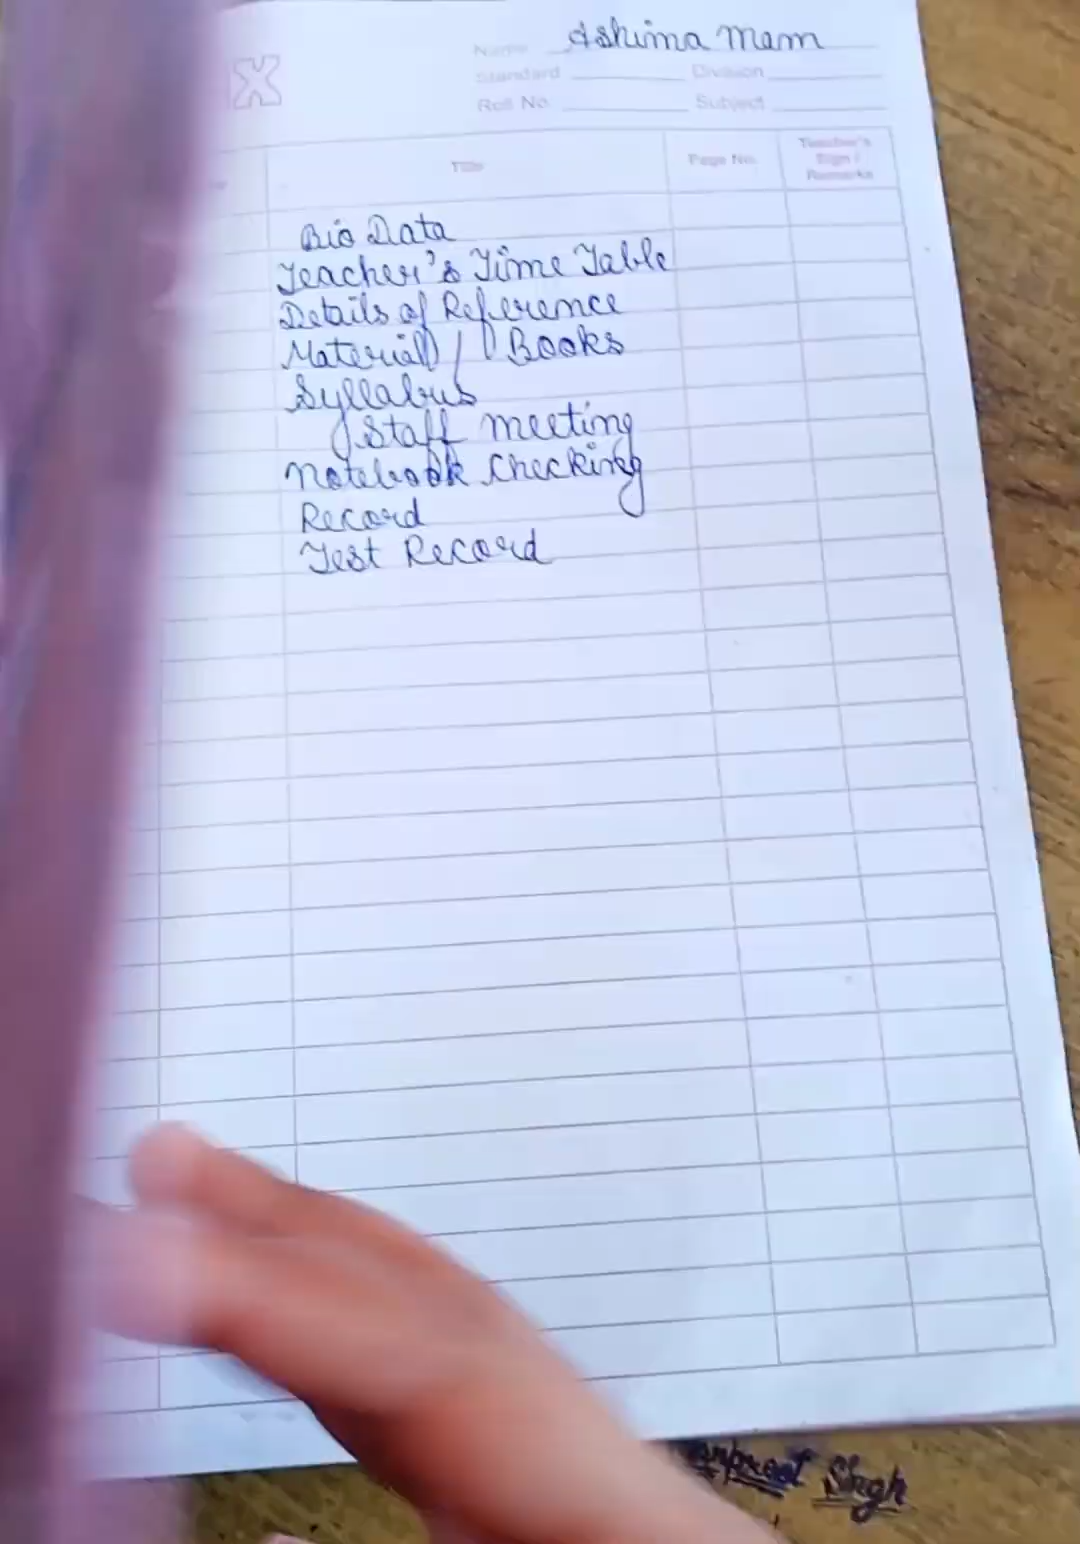 X
Name Ashima Mam
Standard Division
Roll No. Subject
Title Page No. Teacher's Sign / Remarks
Bio Data
Teacher's Time Table
Details of Reference
Material / Books
Syllabus
Staff meeting
Notebook Checking
Record
Test Record
Singh